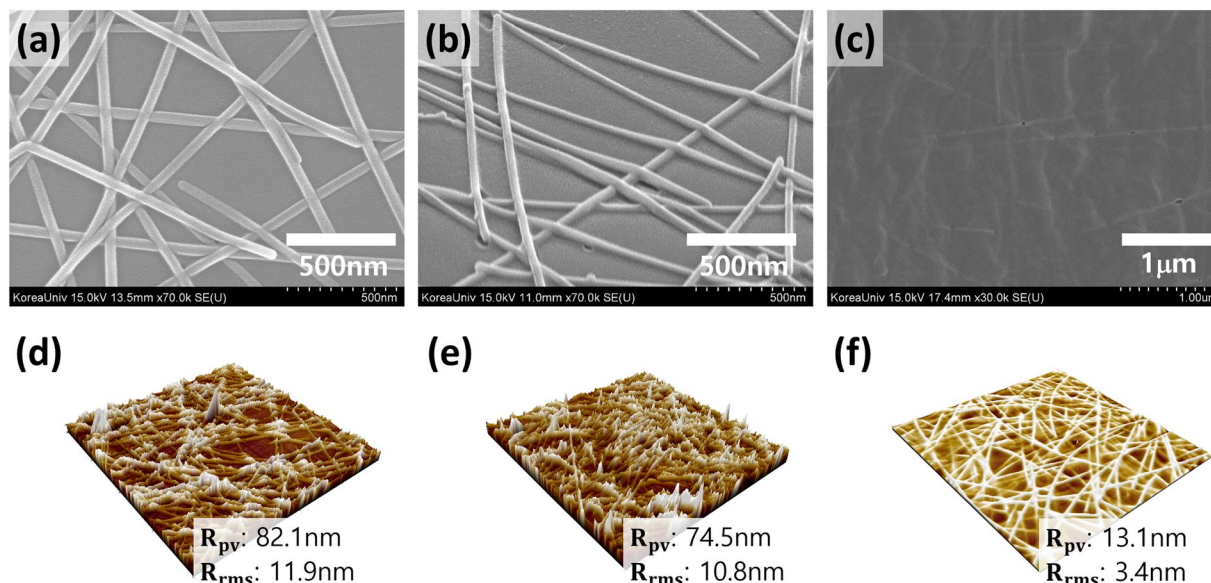 (a)
500nm
KoreaUniv 15.0kV 13.5mm x70.0k SE(U)
500nm
(b)
500nm
KoreaUniv 15.0kV 11.0mm x70.0k SE(U)
500nm
(c)
1μm
KoreaUniv 15.0kV 17.4mm x30.0k SE(U)
1.00um
(d)
Rpv: 82.1nm
Rrms: 11.9nm
(e)
Rpv: 74.5nm
Rrms: 10.8nm
(f)
Rpv: 13.1nm
Rrms: 3.4nm